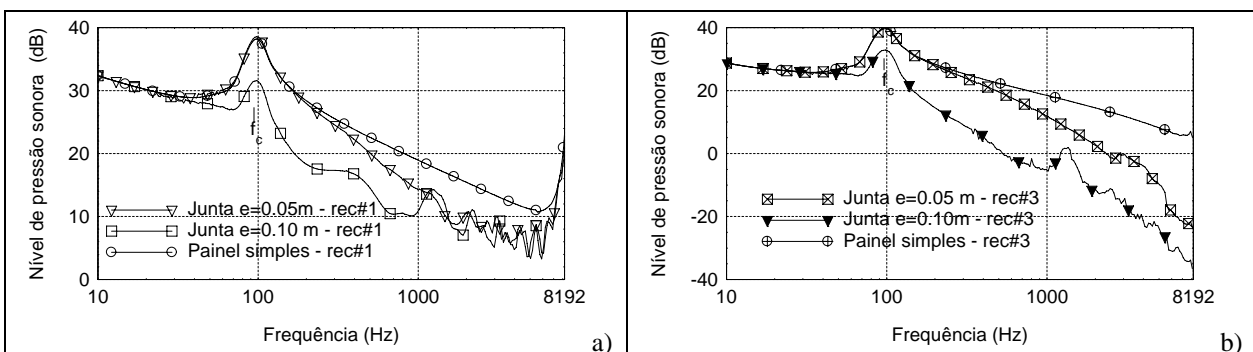 Nível de pressão sonora (dB)
40
30
20
10
0
f c
Junta e=0.05m - rec#1
Junta e=0.10 m - rec#1
Painel simples - rec#1
10
100
1000
8192
Frequência (Hz)
a)
Nível de pressão sonora (dB)
40
20
0
-20
-40
f c
Junta e=0.05 m - rec#3
Junta e=0.10m - rec#3
Painel simples - rec#3
10
100
1000
8192
Frequência (Hz)
b)